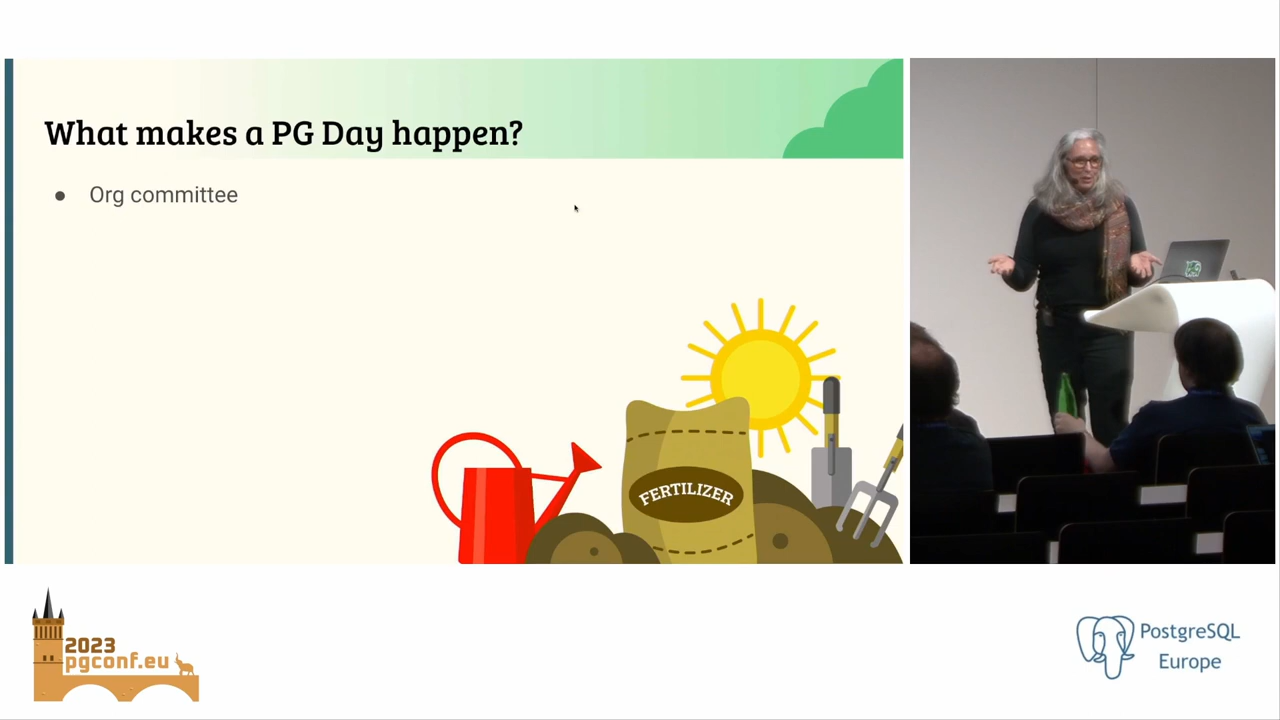 What makes a PG Day happen?
● Org committee
FERTILIZER
2023
pgconf.eu
PostgreSQL
Europe